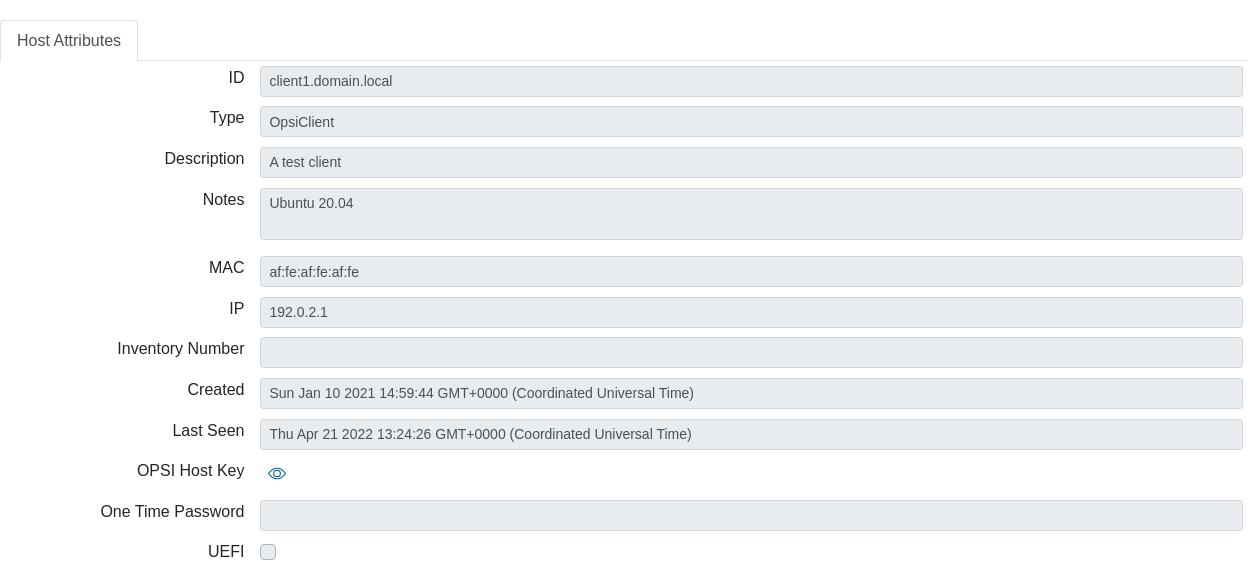 Host Attributes
ID client1.domain.local
Type OpsiClient
Description A test client
Notes Ubuntu 20.04
MAC af:fe:af:fe:af:fe
IP 192.0.2.1
Inventory Number
Created Sun Jan 10 2021 14:59:44 GMT+0000 (Coordinated Universal Time)
Last Seen Thu Apr 21 2022 13:24:26 GMT+0000 (Coordinated Universal Time)
OPSI Host Key
One Time Password
UEFI